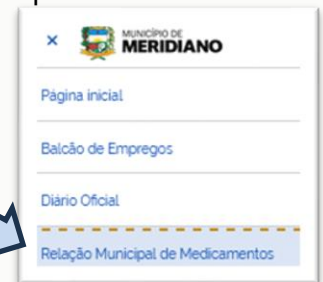 ×
MUNICÍPIO DE
MERIDIANO
Página inicial
Balcão de Empregos
Diário Oficial
Relação Municipal de Medicamentos